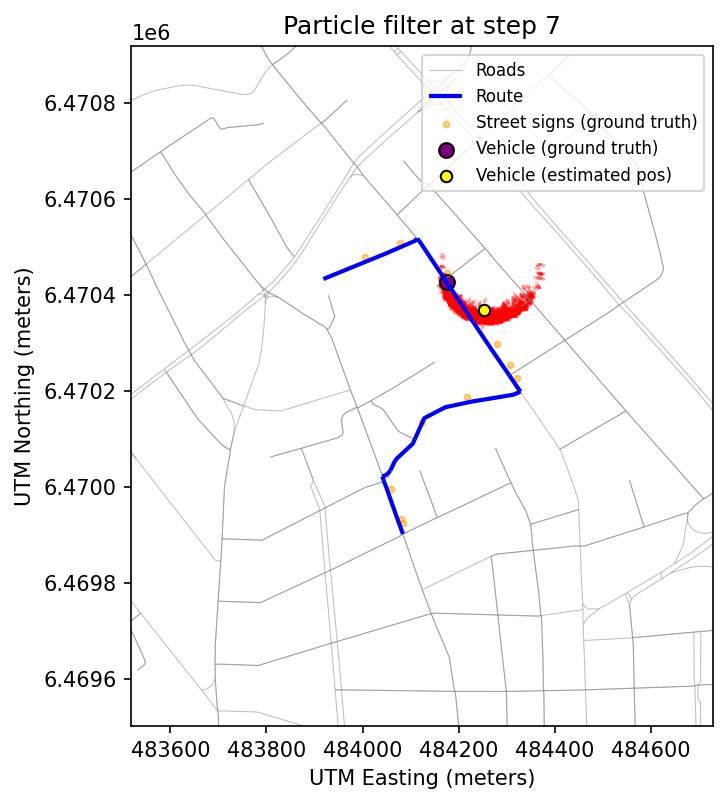 Particle filter at step 7
1e6
Roads
Route
Street signs (ground truth)
Vehicle (ground truth)
Vehicle (estimated pos)
6.4708
6.4706
6.4704
6.4702
6.4700
6.4698
6.4696
UTM Northing (meters)
483600 483800 484000 484200 484400 484600
UTM Easting (meters)